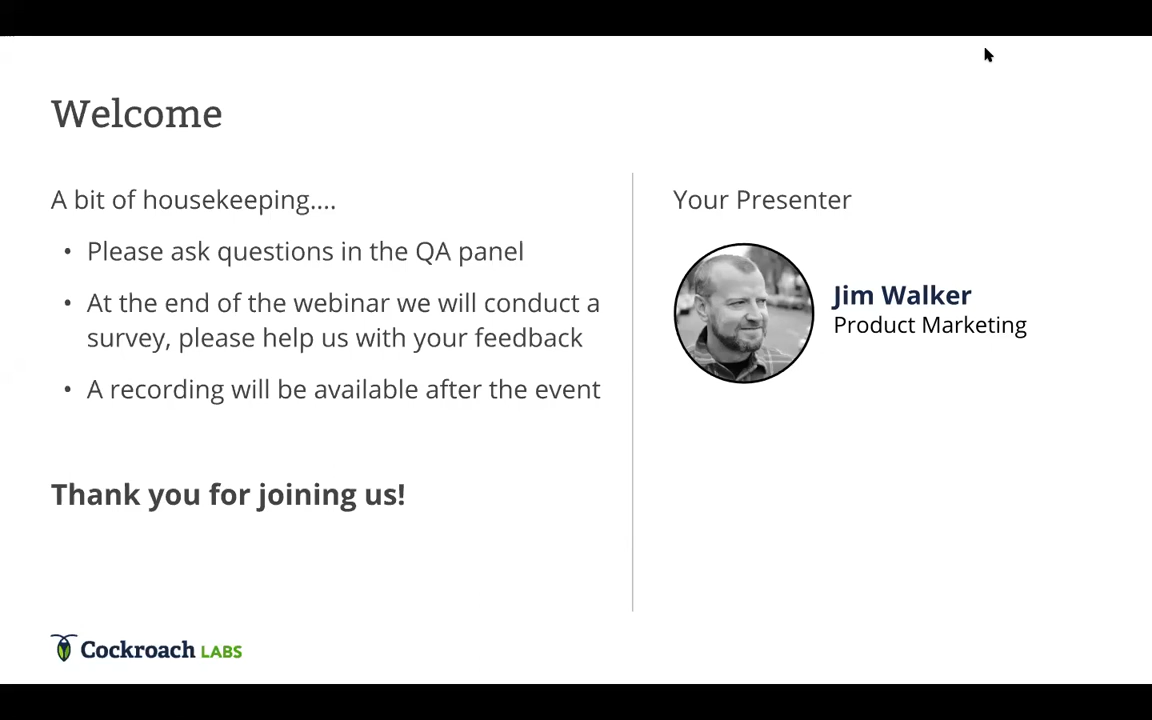 Welcome
A bit of housekeeping....
• Please ask questions in the QA panel
• At the end of the webinar we will conduct a
survey, please help us with your feedback
• A recording will be available after the event
Thank you for joining us!
Your Presenter
Jim Walker
Product Marketing
Cockroach LABS